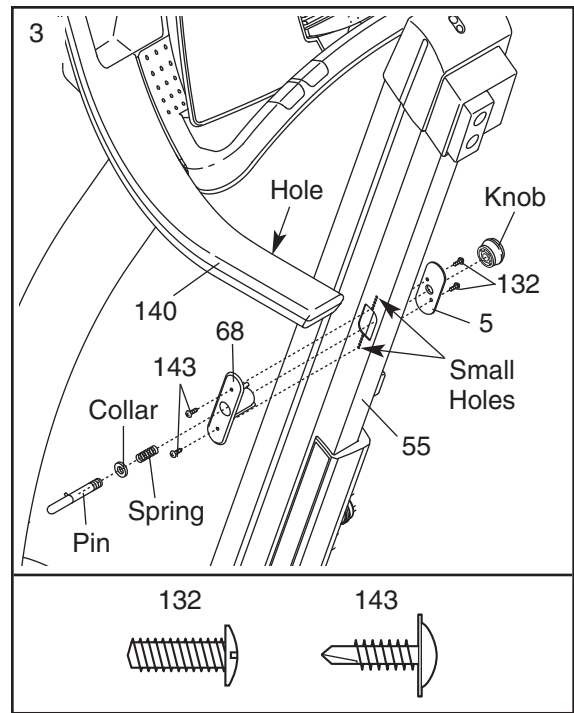 3
Hole
Knob
132
140
5
68
143
Small
Holes
Collar
55
Spring
Pin
132
143